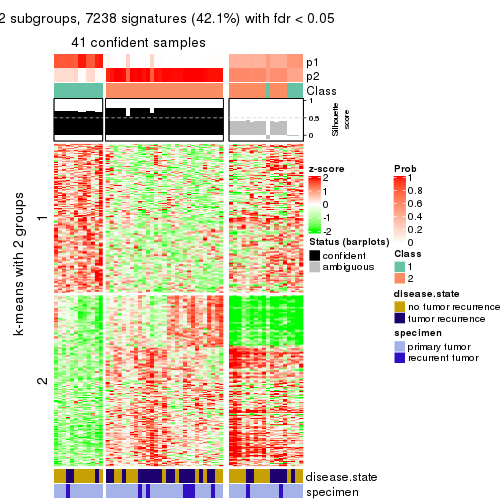 2 subgroups, 7238 signatures (42.1%) with fdr < 0.05
41 confident samples
p1
p2
Class
1
0.5
0
Silhouette
score
k-means with 2 groups
1
2
z-score
2
1
0
-1
-2
Status (barplots)
confident
ambiguous
Prob
1
0.8
0.6
0.4
0.2
0
Class
1
2
disease.state
no tumor recurrence
tumor recurrence
specimen
primary tumor
recurrent tumor
disease.state
specimen